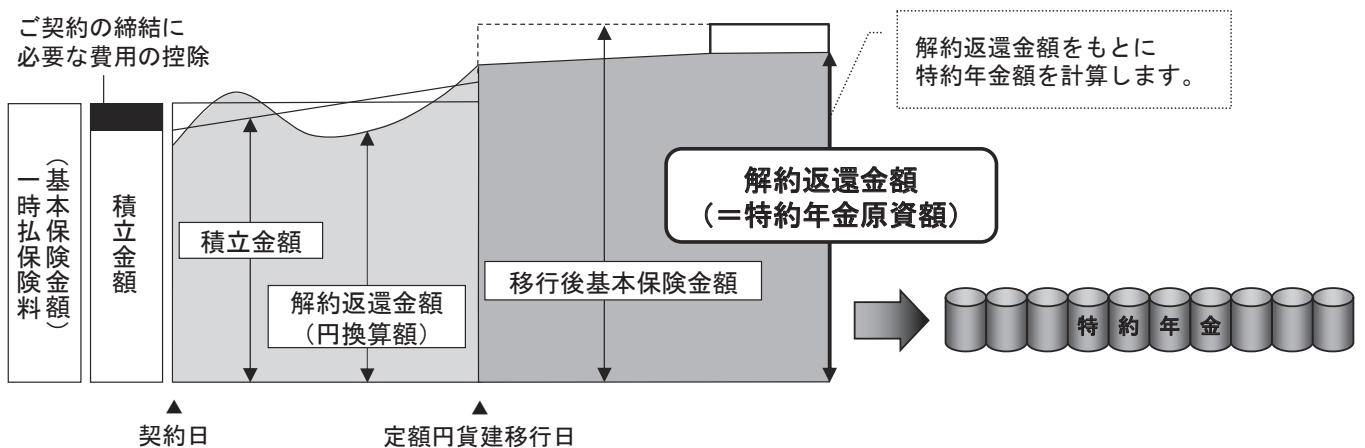 ご契約の締結に
必要な費用の控除
一時払保険料
（基本保険金額）
積立金額
積立金額
解約返還金額
（円換算額）
移行後基本保険金額
解約返還金額をもとに
特約年金額を計算します。
解約返還金額
（＝特約年金原資額）
特約年金
▲
契約日
▲
定額円貨建移行日